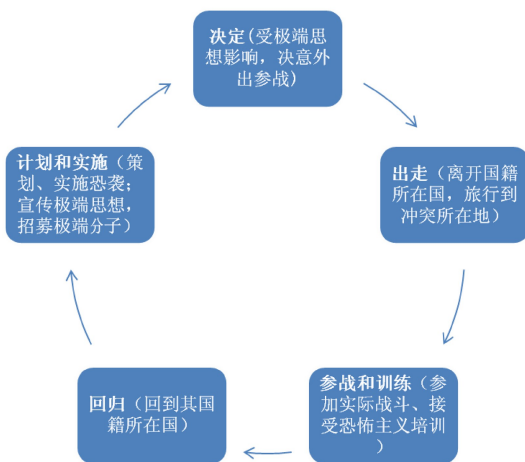 决定(受极端思
想影响，决意外
出参战)
出走（离开国籍
所在国，旅行到
冲突所在地）
参战和训练（参
加实际战斗、接
受恐怖主义培训
）
回归（回到其国
籍所在国）
计划和实施（策
划、实施恐袭；
宣传极端思想，
招募极端分子）